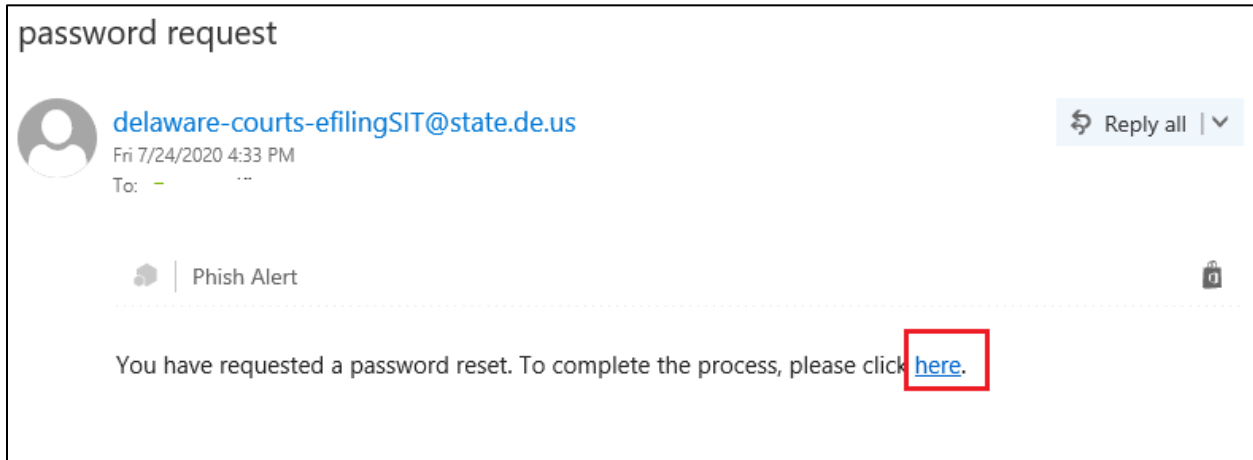 password request
delaware-courts-efilingSIT@state.de.us
Reply all
Fri 7/24/2020 4:33 PM
To:
Phish Alert
You have requested a password reset. To complete the process, please click here.